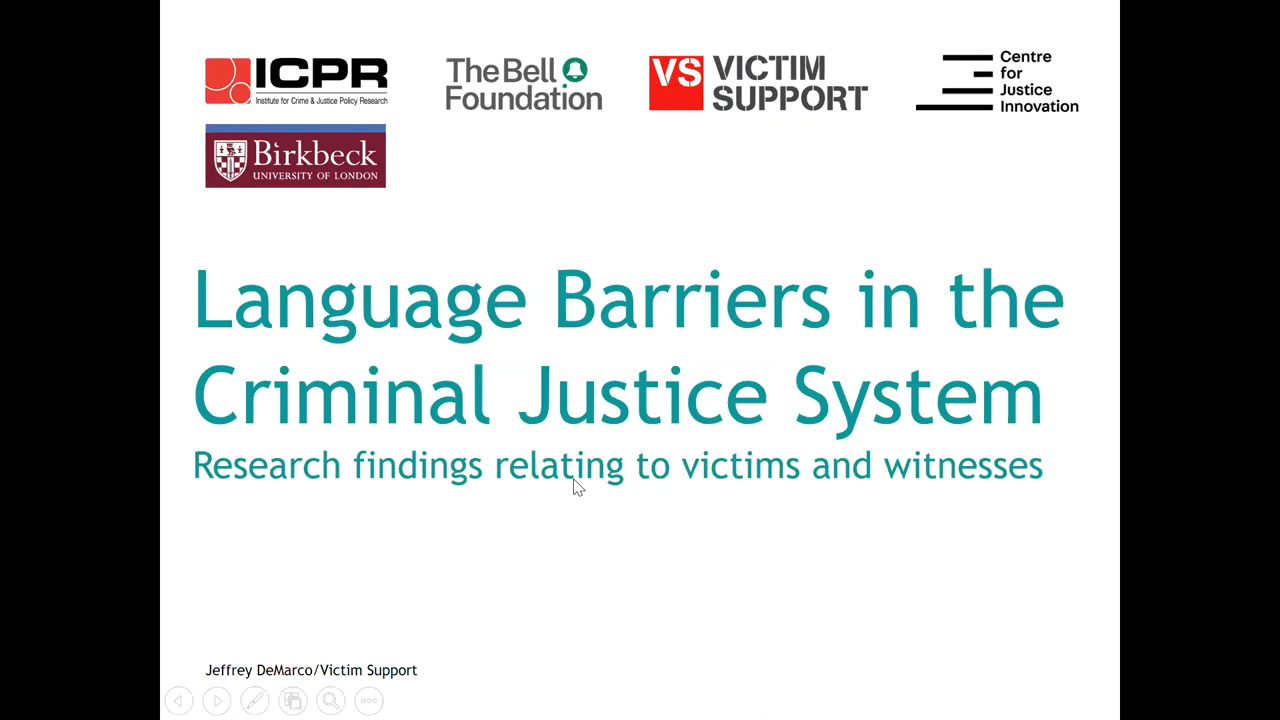 ICPR
Institute for Crime & Justice Policy Research
Birkbeck
UNIVERSITY OF LONDON
The Bell
Foundation
VS VICTIM
SUPPORT
Centre
for
Justice
Innovation
Language Barriers in the
Criminal Justice System
Research findings relating to victims and witnesses
Jeffrey DeMarco/Victim Support